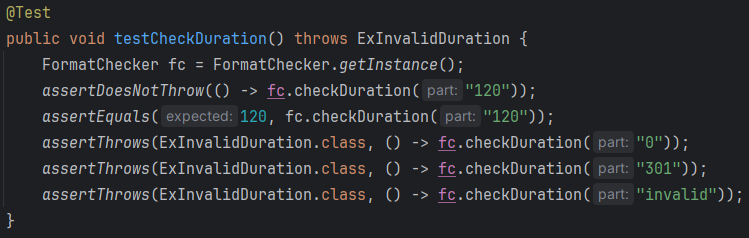 @Test
public void testCheckDuration() throws ExInvalidDuration {
    FormatChecker fc = FormatChecker.getInstance();
    assertDoesNotThrow(() -> fc.checkDuration( part: "120"));
    assertEquals( expected: 120, fc.checkDuration( part: "120"));
    assertThrows(ExInvalidDuration.class, () -> fc.checkDuration( part: "0"));
    assertThrows(ExInvalidDuration.class, () -> fc.checkDuration( part: "301"));
    assertThrows(ExInvalidDuration.class, () -> fc.checkDuration( part: "invalid"));
}